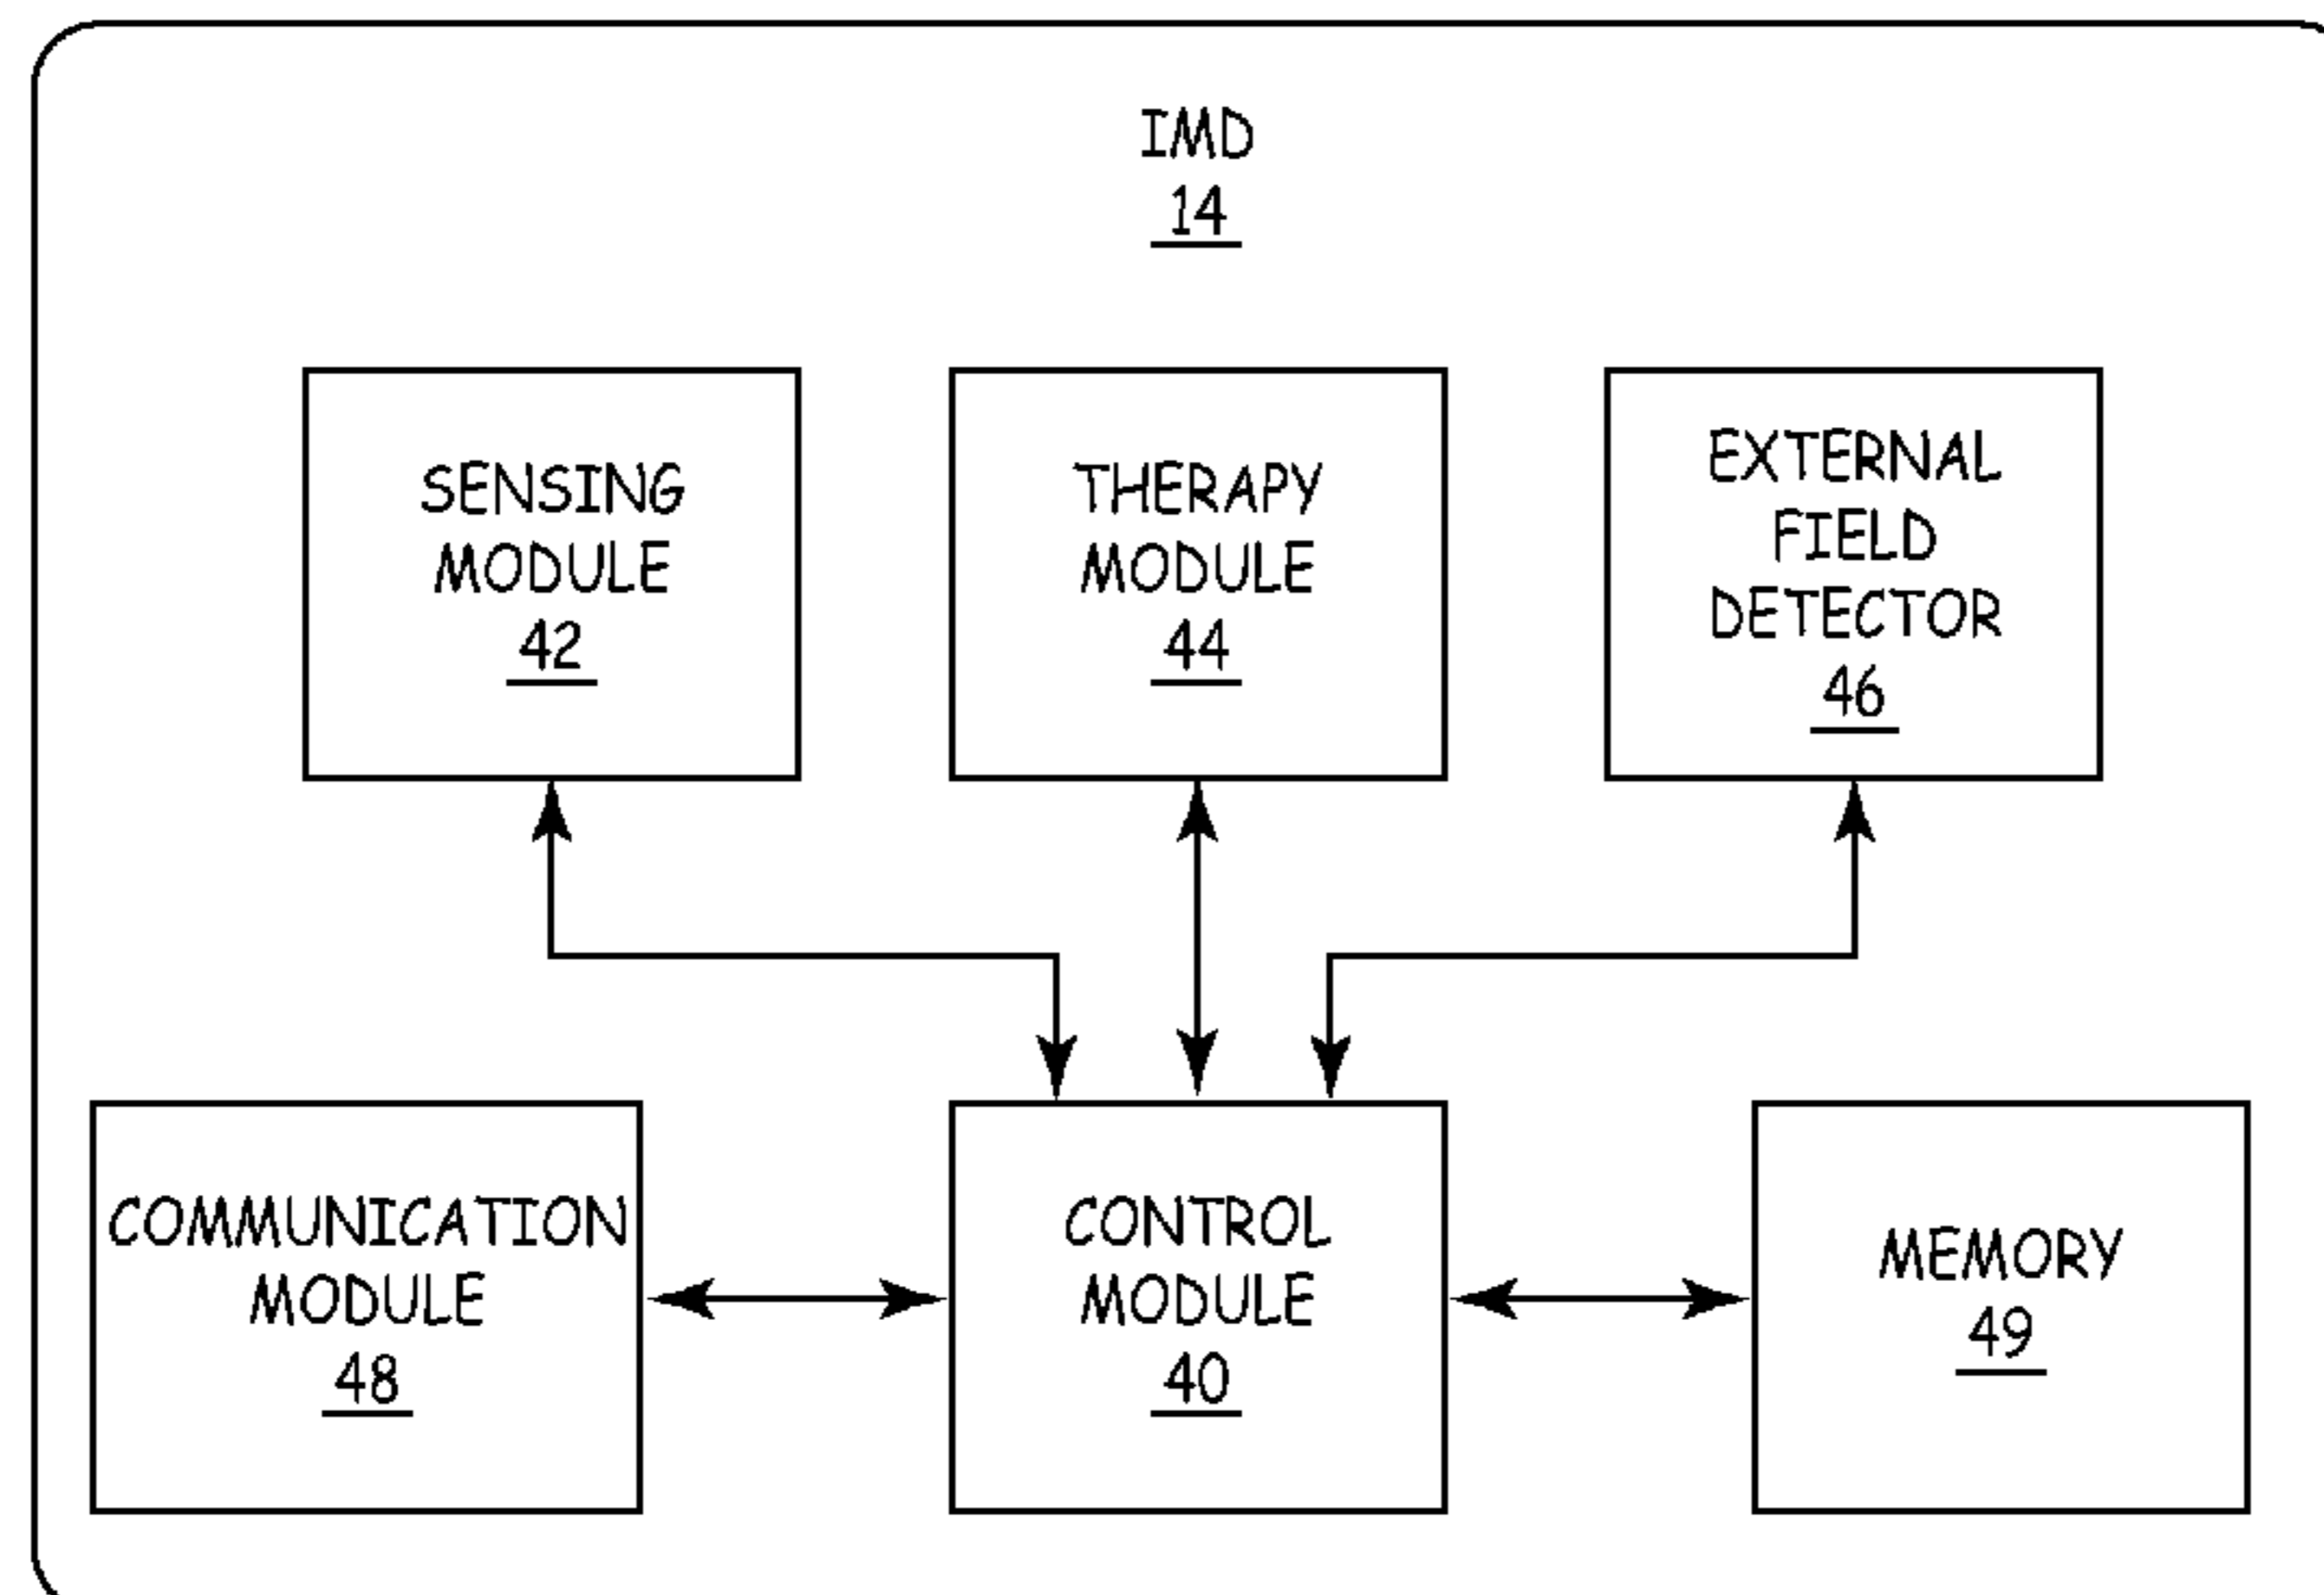 IMD
14
SENSING
MODULE
42
THERAPY
MODULE
44
EXTERNAL
FIELD
DETECTOR
46
COMMUNICATION
MODULE
48
CONTROL
MODULE
40
MEMORY
49